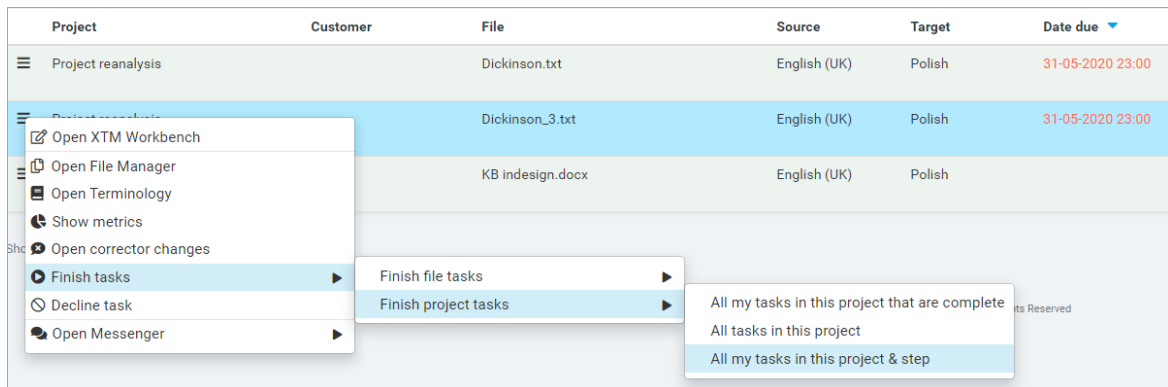 Project Customer File Source Target Date due
Project reanalysis Dickinson.txt English (UK) Polish 31-05-2020 23:00
Dickinson_3.txt English (UK) Polish 31-05-2020 23:00
Open XTM Workbench
Open File Manager KB indesign.docx English (UK) Polish
Open Terminology
Show metrics
Open corrector changes
Finish tasks Finish file tasks
Decline task Finish project tasks All my tasks in this project that are complete
Open Messenger All tasks in this project
All my tasks in this project & step
Reserved